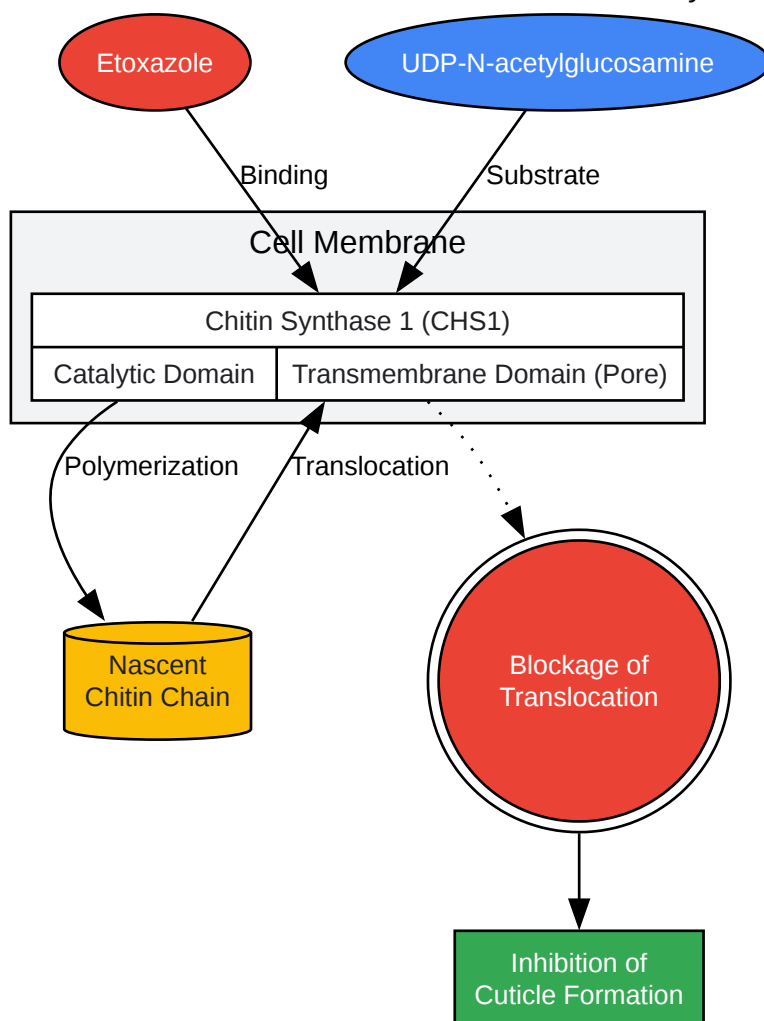 Etoxazole
UDP-N-acetylglucosamine
Binding
Substrate
Cell Membrane
Chitin Synthase 1 (CHS1)
Catalytic Domain
Transmembrane Domain (Pore)
Polymerization
Translocation
Nascent
Chitin Chain
Blockage of
Translocation
Inhibition of
Cuticle Formation